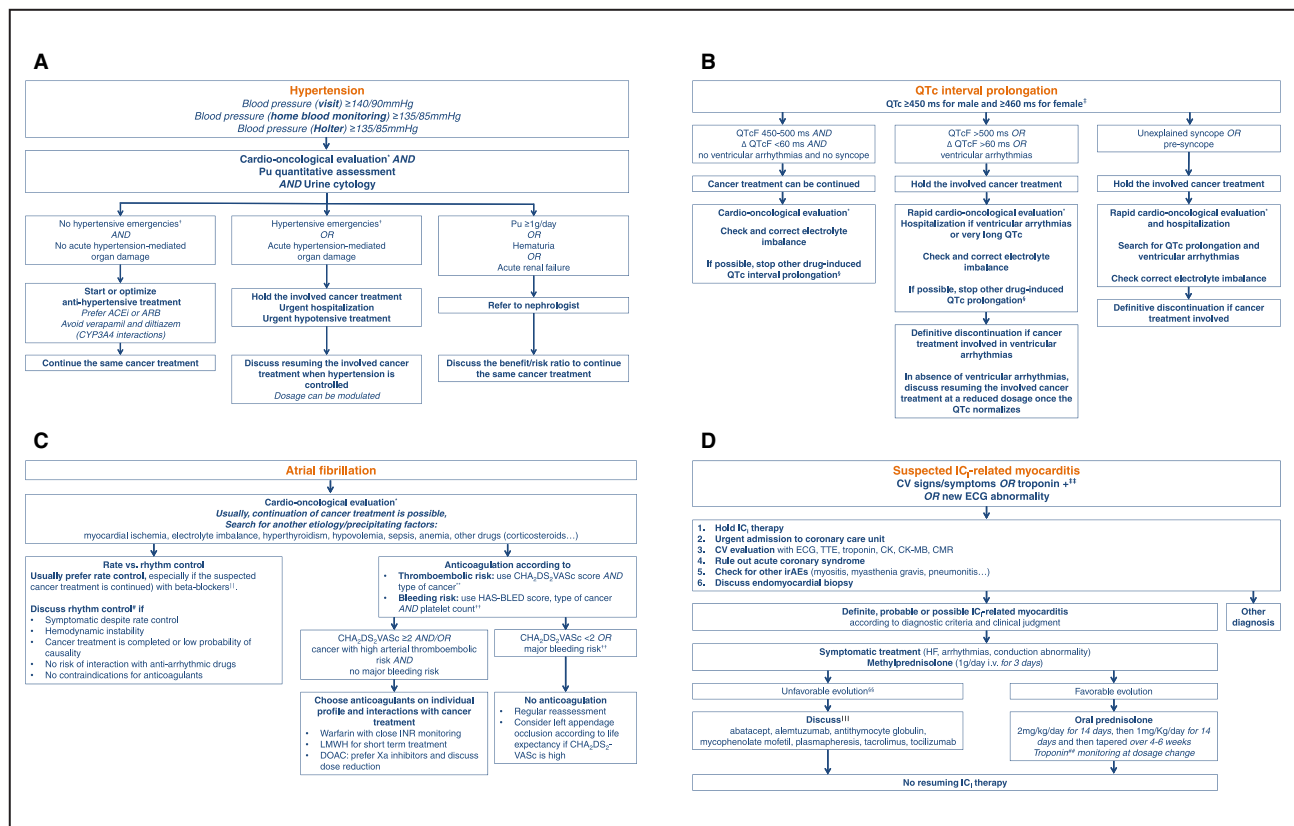 A
Hypertension
Blood pressure (visit) ≥140/90mmHg
Blood pressure (home blood monitoring) ≥135/85mmHg
Blood pressure (Holter) ≥135/85mmHg
Cardio-oncological evaluation* AND
Pu quantitative assessment
AND Urine cytology
No hypertensive emergencies†
AND
No acute hypertension-mediated
organ damage
Start or optimize
anti-hypertensive treatment
Prefer ACEi or ARB
Avoid verapamil and diltiazem
(CYP3A4 interactions)
Continue the same cancer treatment
Hypertensive emergencies†
OR
Acute hypertension-mediated
organ damage
Hold the involved cancer treatment
Urgent hospitalization
Urgent hypotensive treatment
Discuss resuming the involved cancer
treatment when hypertension is
controlled
Dosage can be modulated
Pu ≥1g/day
OR
Hematuria
OR
Acute renal failure
Refer to nephrologist
Discuss the benefit/risk ratio to continue
the same cancer treatment
B
QTc interval prolongation
QTc ≥450 ms for male and ≥460 ms for female‡
QTcF 450-500 ms AND
Δ QTcF <60 ms AND
no ventricular arrhythmias and no syncope
Cancer treatment can be continued
Cardio-oncological evaluation*
Check and correct electrolyte
imbalance
If possible, stop other drug-induced
QTc interval prolongation§
QTcF >500 ms OR
Δ QTcF >60 ms OR
ventricular arrhythmias
Hold the involved cancer treatment
Rapid cardio-oncological evaluation*
Hospitalization if ventricular arrythmias
or very long QTc
Check and correct electrolyte
imbalance
If possible, stop other drug-induced
QTc prolongation§
Definitive discontinuation if cancer
treatment involved in ventricular
arrhythmias
In absence of ventricular arrhythmias,
discuss resuming the involved cancer
treatment at a reduced dosage once the
QTc normalizes
Unexplained syncope OR
pre-syncope
Hold the involved cancer treatment
Rapid cardio-oncological evaluation*
and hospitalization
Search for QTc prolongation and
ventricular arrhythmias
Check correct electrolyte imbalance
Definitive discontinuation if cancer
treatment involved
C
Atrial fibrillation
Cardio-oncological evaluation*
Usually, continuation of cancer treatment is possible,
Search for another etiology/precipitating factors:
myocardial ischemia, electrolyte imbalance, hyperthyroidism, hypovolemia, sepsis, anemia, other drugs (corticosteroids…)
Rate vs. rhythm control
Usually prefer rate control, especially if the suspected
cancer treatment is continued) with beta-blockers||.
Discuss rhythm control# if
• Symptomatic despite rate control
• Hemodynamic instability
• Cancer treatment is completed or low probability of
causality
• No risk of interaction with anti-arrhythmic drugs
• No contraindications for anticoagulants
Anticoagulation according to
• Thromboembolic risk: use CHA2DS2VASc score AND
type of cancer**
• Bleeding risk: use HAS-BLED score, type of cancer
AND platelet count††
CHA2DS2VASc ≥2 AND/OR
cancer with high arterial thromboembolic
risk AND
no major bleeding risk
Choose anticoagulants on individual
profile and interactions with cancer
treatment
• Warfarin with close INR monitoring
• LMWH for short term treatment
• DOAC: prefer Xa inhibitors and discuss
dose reduction
CHA2DS2VASc <2 OR
major bleeding risk††
No anticoagulation
• Regular reassessment
• Consider left appendage
occlusion according to life
expectancy if CHA2DS2-
VASc is high
D
Suspected ICI-related myocarditis
CV signs/symptoms OR troponin +‡‡
OR new ECG abnormality
1. Hold ICI therapy
2. Urgent admission to coronary care unit
3. CV evaluation with ECG, TTE, troponin, CK, CK-MB, CMR
4. Rule out acute coronary syndrome
5. Check for other irAEs (myositis, myasthenia gravis, pneumonitis…)
6. Discuss endomyocardial biopsy
Definite, probable or possible ICI-related myocarditis
according to diagnostic criteria and clinical judgment
Other
diagnosis
Symptomatic treatment (HF, arrhythmias, conduction abnormality)
Methylprednisolone (1g/day i.v. for 3 days)
Unfavorable evolution§§
Discuss||||
abatacept, alemtuzumab, antithymocyte globulin,
mycophenolate mofetil, plasmapheresis, tacrolimus, tocilizumab
Favorable evolution
Oral prednisolone
2mg/kg/day for 14 days, then 1mg/Kg/day for 14
days and then tapered over 4-6 weeks
Troponin## monitoring at dosage change
No resuming ICI therapy